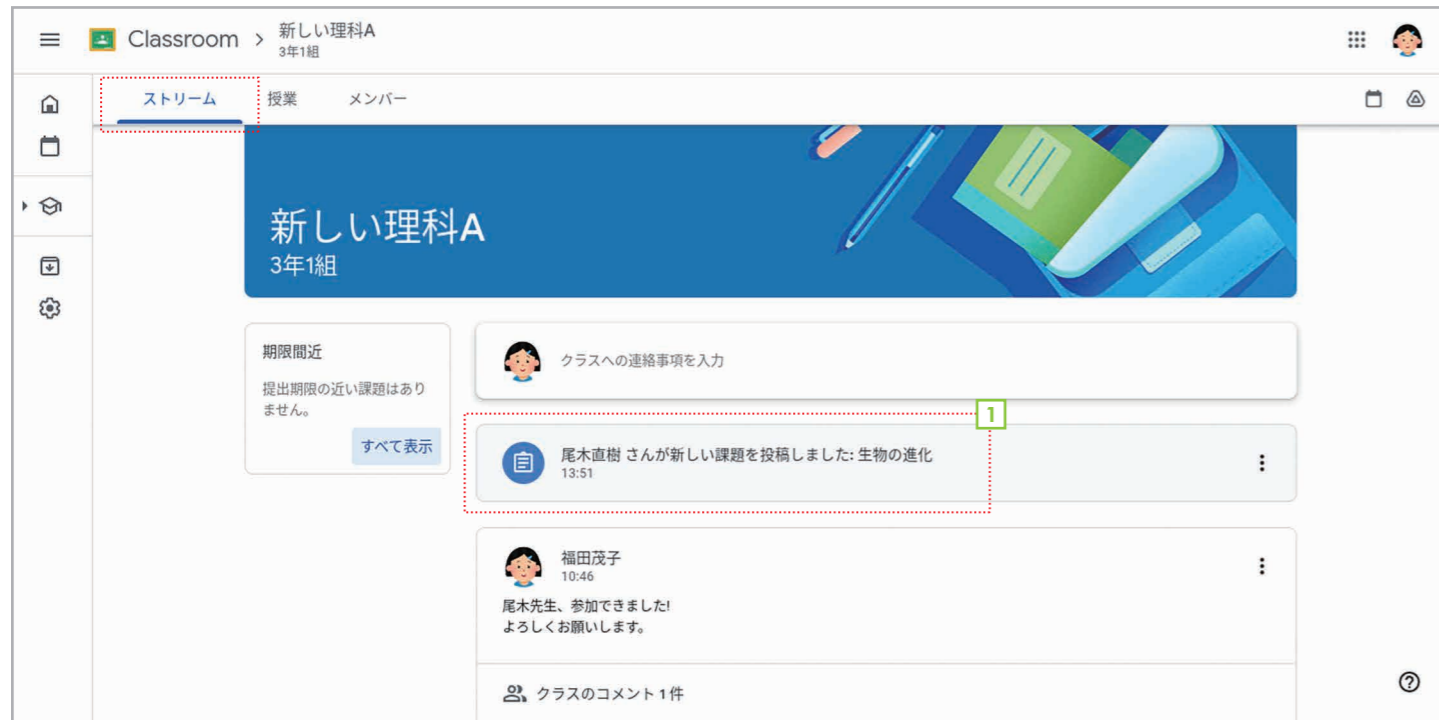 Classroom > 新しい理科A
3年1組
ストリーム 授業 メンバー
新しい理科A
3年1組
期限間近
提出期限の近い課題はあり
ません。
すべて表示
クラスへの連絡事項を入力
1
尾木直樹 さんが新しい課題を投稿しました: 生物の進化
13:51
福田茂子
10:46
尾木先生、参加できました!
よろしくお願いします。
クラスのコメント 1 件